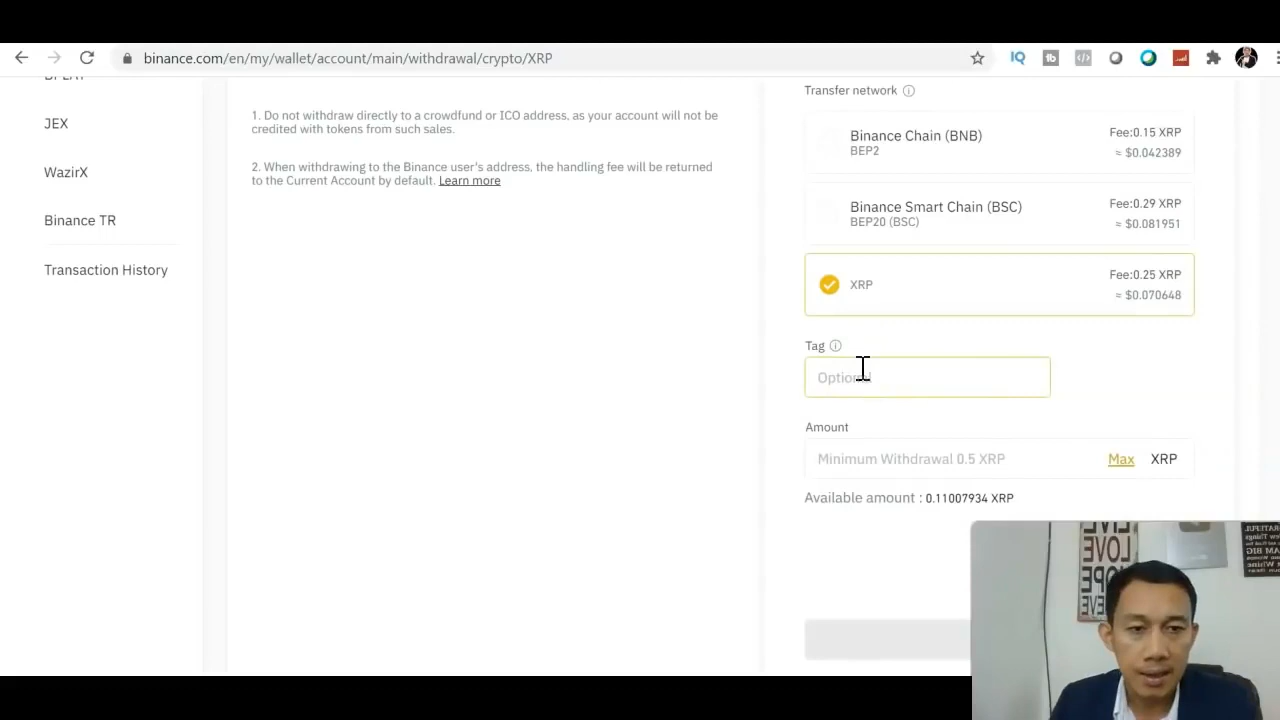 binance.com/en/my/wallet/account/main/withdrawal/crypto/XRP
JEX
WazirX
Binance TR
Transaction History
1. Do not withdraw directly to a crowdfund or ICO address, as your account will not be
credited with tokens from such sales.
2. When withdrawing to the Binance user's address, the handling fee will be returned
to the Current Account by default. Learn more
Transfer network
Binance Chain (BNB)
BEP2
Fee:0.15 XRP
≈ $0.042389
Binance Smart Chain (BSC)
BEP20 (BSC)
Fee:0.29 XRP
≈ $0.081951
XRP
Fee:0.25 XRP
≈ $0.070648
Tag
Optional
Amount
Minimum Withdrawal 0.5 XRP
Max
XRP
Available amount : 0.11007934 XRP
LIVE
LOVE
HOPE